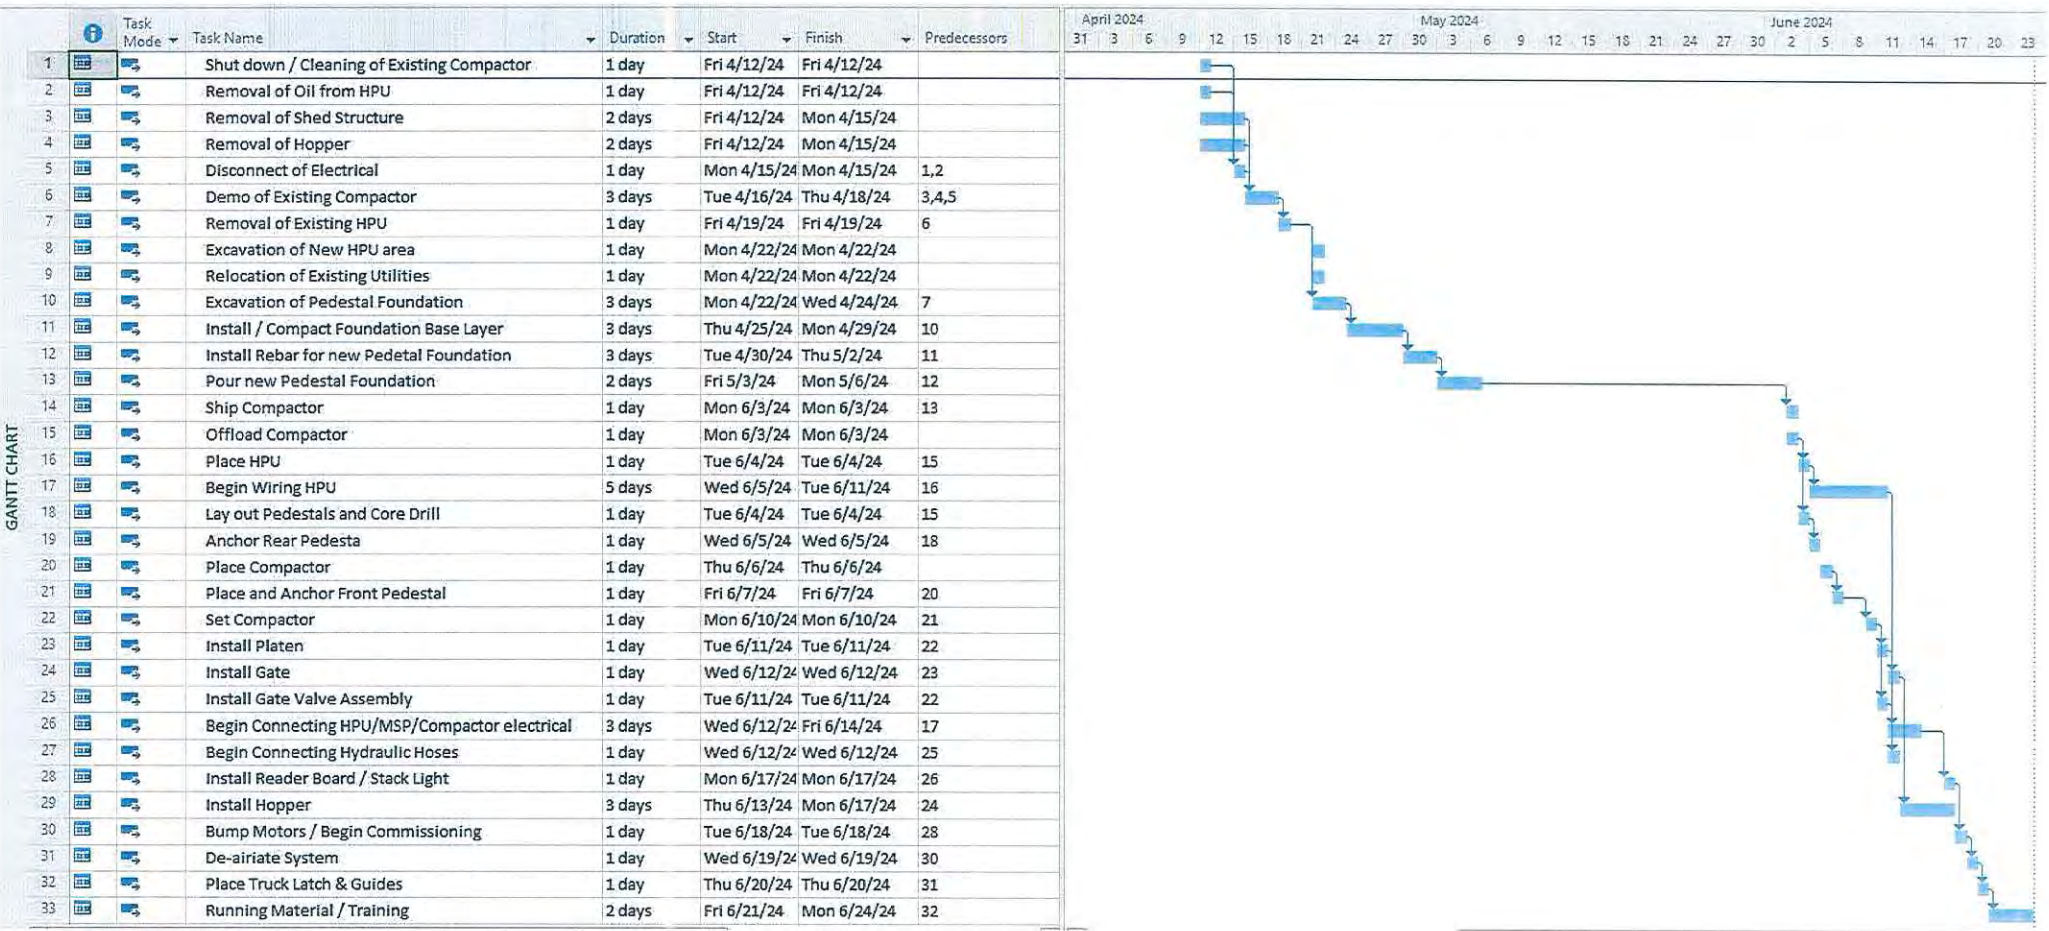 April 2024 May 2024 June 2024
Task Mode Task Name Duration Start Finish Predecessors 31 3 6 9 12 15 18 21 24 27 30 3 6 9 12 15 18 21 24 27 30 2 5 8 11 14 17 20 23
1 Shut down / Cleaning of Existing Compactor 1 day Fri 4/12/24 Fri 4/12/24
2 Removal of Oil from HPU 1 day Fri 4/12/24 Fri 4/12/24
3 Removal of Shed Structure 2 days Fri 4/12/24 Mon 4/15/24
4 Removal of Hopper 2 days Fri 4/12/24 Mon 4/15/24
5 Disconnect of Electrical 1 day Mon 4/15/24 Mon 4/15/24 1,2
6 Demo of Existing Compactor 3 days Tue 4/16/24 Thu 4/18/24 3,4,5
7 Removal of Existing HPU 1 day Fri 4/19/24 Fri 4/19/24 6
8 Excavation of New HPU area 1 day Mon 4/22/24 Mon 4/22/24
9 Relocation of Existing Utilities 1 day Mon 4/22/24 Mon 4/22/24
10 Excavation of Pedestal Foundation 3 days Mon 4/22/24 Wed 4/24/24 7
11 Install / Compact Foundation Base Layer 3 days Thu 4/25/24 Mon 4/29/24 10
12 Install Rebar for new Pedetal Foundation 3 days Tue 4/30/24 Thu 5/2/24 11
13 Pour new Pedestal Foundation 2 days Fri 5/3/24 Mon 5/6/24 12
14 Ship Compactor 1 day Mon 6/3/24 Mon 6/3/24 13
15 Offload Compactor 1 day Mon 6/3/24 Mon 6/3/24
16 Place HPU 1 day Tue 6/4/24 Tue 6/4/24 15
17 Begin Wiring HPU 5 days Wed 6/5/24 Tue 6/11/24 16
18 Lay out Pedestals and Core Drill 1 day Tue 6/4/24 Tue 6/4/24 15
19 Anchor Rear Pedesta 1 day Wed 6/5/24 Wed 6/5/24 18
20 Place Compactor 1 day Thu 6/6/24 Thu 6/6/24
21 Place and Anchor Front Pedestal 1 day Fri 6/7/24 Fri 6/7/24 20
22 Set Compactor 1 day Mon 6/10/24 Mon 6/10/24 21
23 Install Platen 1 day Tue 6/11/24 Tue 6/11/24 22
24 Install Gate 1 day Wed 6/12/24 Wed 6/12/24 23
25 Install Gate Valve Assembly 1 day Tue 6/11/24 Tue 6/11/24 22
26 Begin Connecting HPU/MSP/Compactor electrical 3 days Wed 6/12/24 Fri 6/14/24 17
27 Begin Connecting Hydraulic Hoses 1 day Wed 6/12/24 Wed 6/12/24 25
28 Install Reader Board / Stack Light 1 day Mon 6/17/24 Mon 6/17/24 26
29 Install Hopper 3 days Thu 6/13/24 Mon 6/17/24 24
30 Bump Motors / Begin Commissioning 1 day Tue 6/18/24 Tue 6/18/24 28
31 De-airiate System 1 day Wed 6/19/24 Wed 6/19/24 30
32 Place Truck Latch & Guides 1 day Thu 6/20/24 Thu 6/20/24 31
33 Running Material / Training 2 days Fri 6/21/24 Mon 6/24/24 32
GANTT CHART